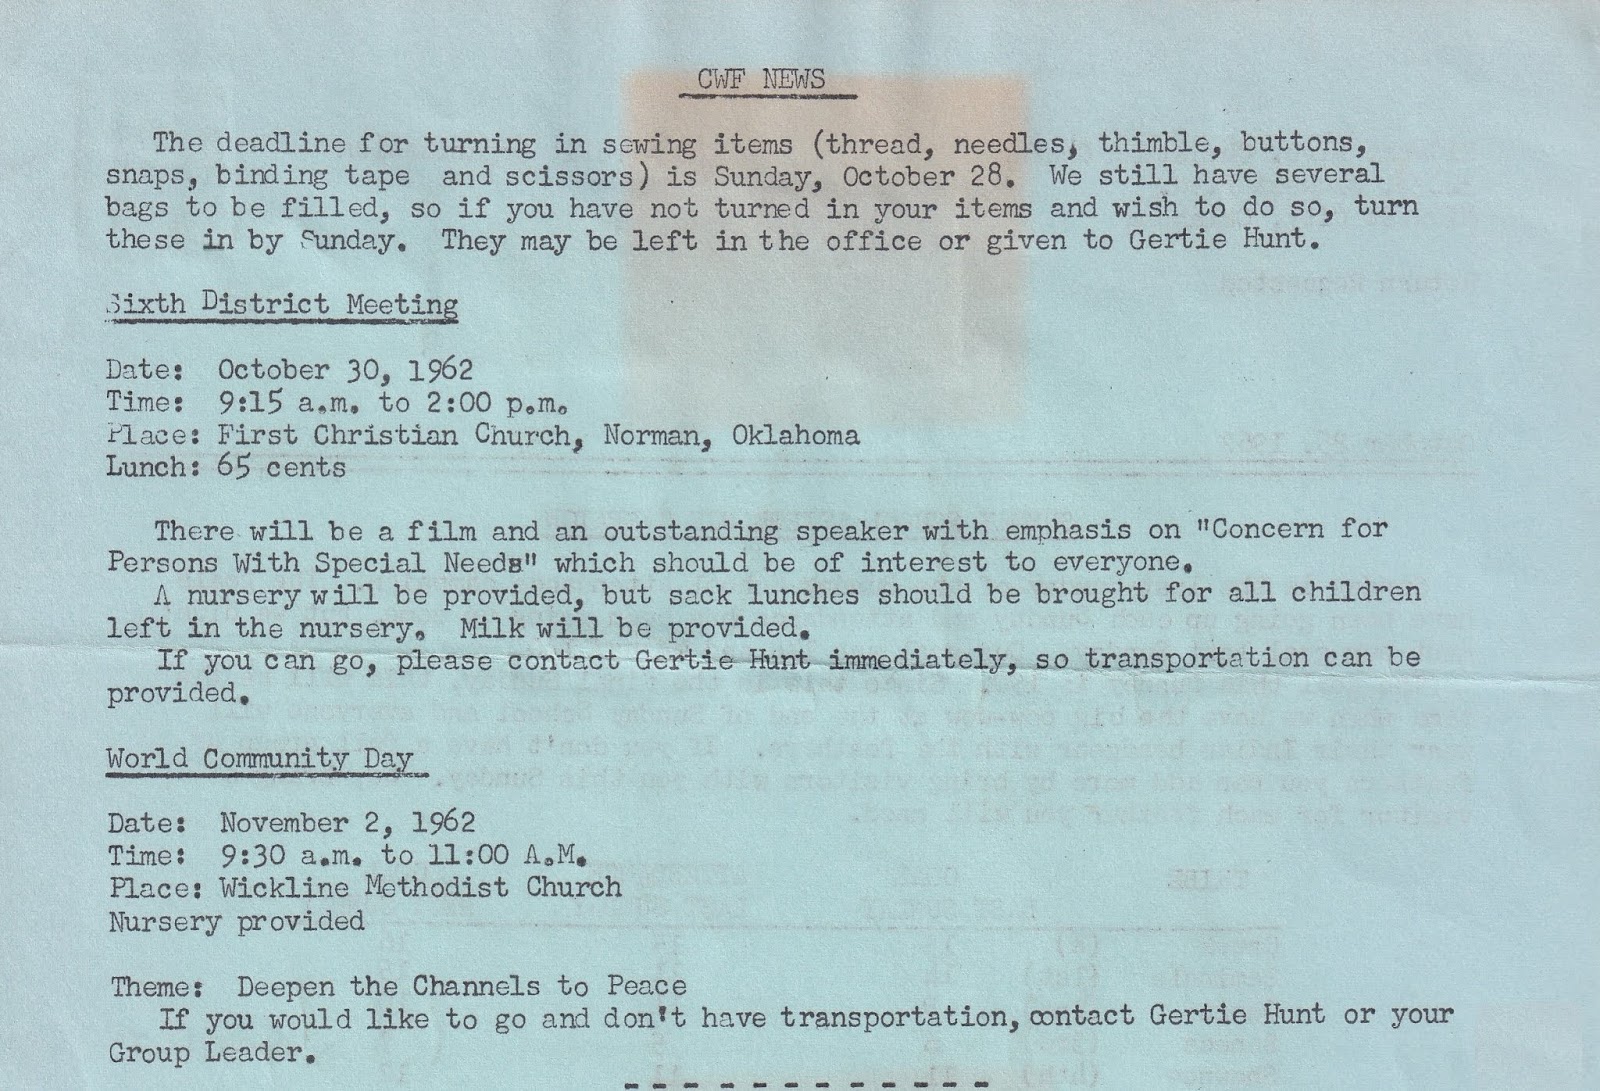 CWF NEWS
The deadline for turning in sewing items (thread, needles, thimble, buttons,
snaps, binding tape and scissors) is Sunday, October 28. We still have several
bags to be filled, so if you have not turned in your items and wish to do so, turn
these in by Sunday. They may be left in the office or given to Gertie Hunt.
Sixth District Meeting
Date: October 30, 1962
Time: 9:15 a.m. to 2:00 p.m.
Place: First Christian Church, Norman, Oklahoma
Lunch: 65 cents
There will be a film and an outstanding speaker with emphasis on "Concern for
Persons With Special Needs" which should be of interest to everyone.
A nursery will be provided, but sack lunches should be brought for all children
left in the nursery. Milk will be provided.
If you can go, please contact Gertie Hunt immediately, so transportation can be
provided.
World Community Day
Date: November 2, 1962
Time: 9:30 a.m. to 11:00 A.M.
Place: Wickline Methodist Church
Nursery provided
Theme: Deepen the Channels to Peace
If you would like to go and don't have transportation, contact Gertie Hunt or your
Group Leader.